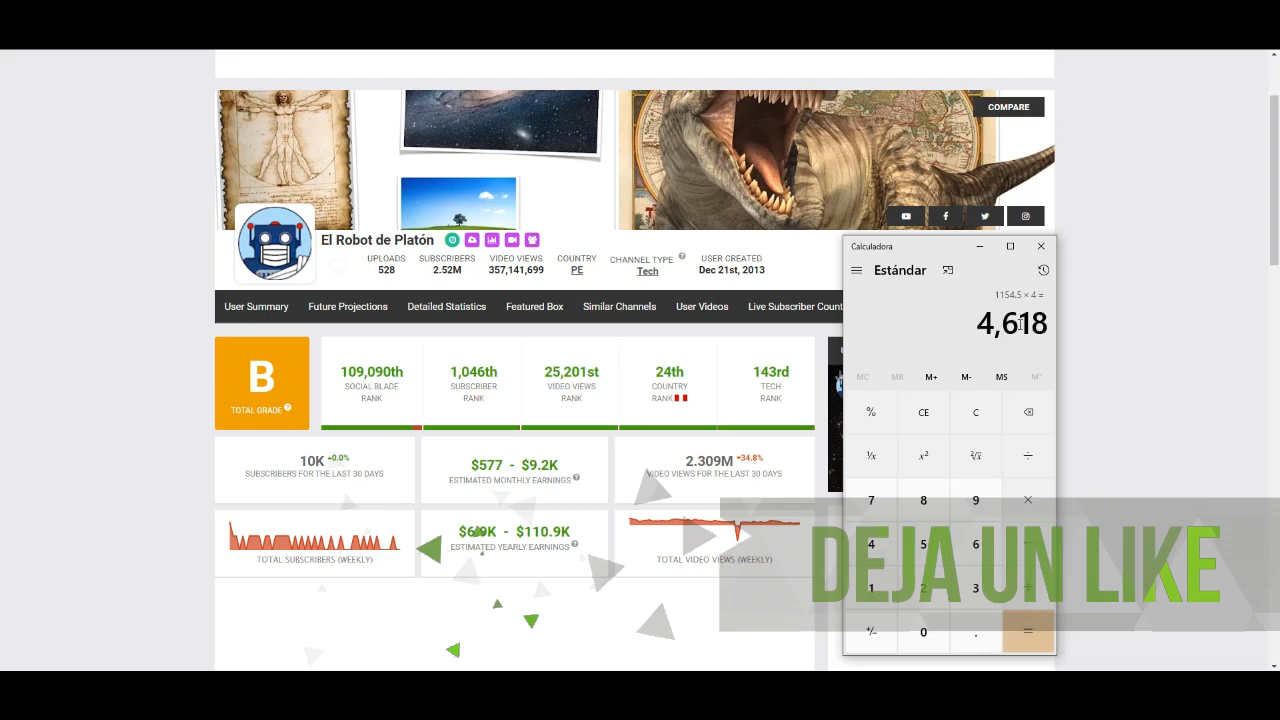 COMPARE
El Robot de Platón
UPLOADS
528
SUBSCRIBERS
2.52M
VIDEO VIEWS
357,141,699
COUNTRY
PE
CHANNEL TYPE
Tech
USER CREATED
Dec 21st, 2013
User Summary
Future Projections
Detailed Statistics
Featured Box
Similar Channels
User Videos
Live Subscriber Count
B
TOTAL GRADE
109,090th
SOCIAL BLADE
RANK
1,046th
SUBSCRIBER
RANK
25,201st
VIDEO VIEWS
RANK
24th
COUNTRY
RANK
143rd
TECH
RANK
10K +0.0%
SUBSCRIBERS FOR THE LAST 30 DAYS
$577 - $9.2K
ESTIMATED MONTHLY EARNINGS
2.309M 34.8%
VIDEO VIEWS FOR THE LAST 30 DAYS
TOTAL SUBSCRIBERS (WEEKLY)
$6.9K - $110.9K
ESTIMATED YEARLY EARNINGS
TOTAL VIDEO VIEWS (WEEKLY)
Calculadora
Estándar
1154.5 × 4 =
4,618
MC MR M+ M- MS M˅
% CE C
¹/x x² ²√x ÷
7 8 9 ×
4 5 6 −
1 2 3 +
+/- 0 . =
DEJA UN LIKE